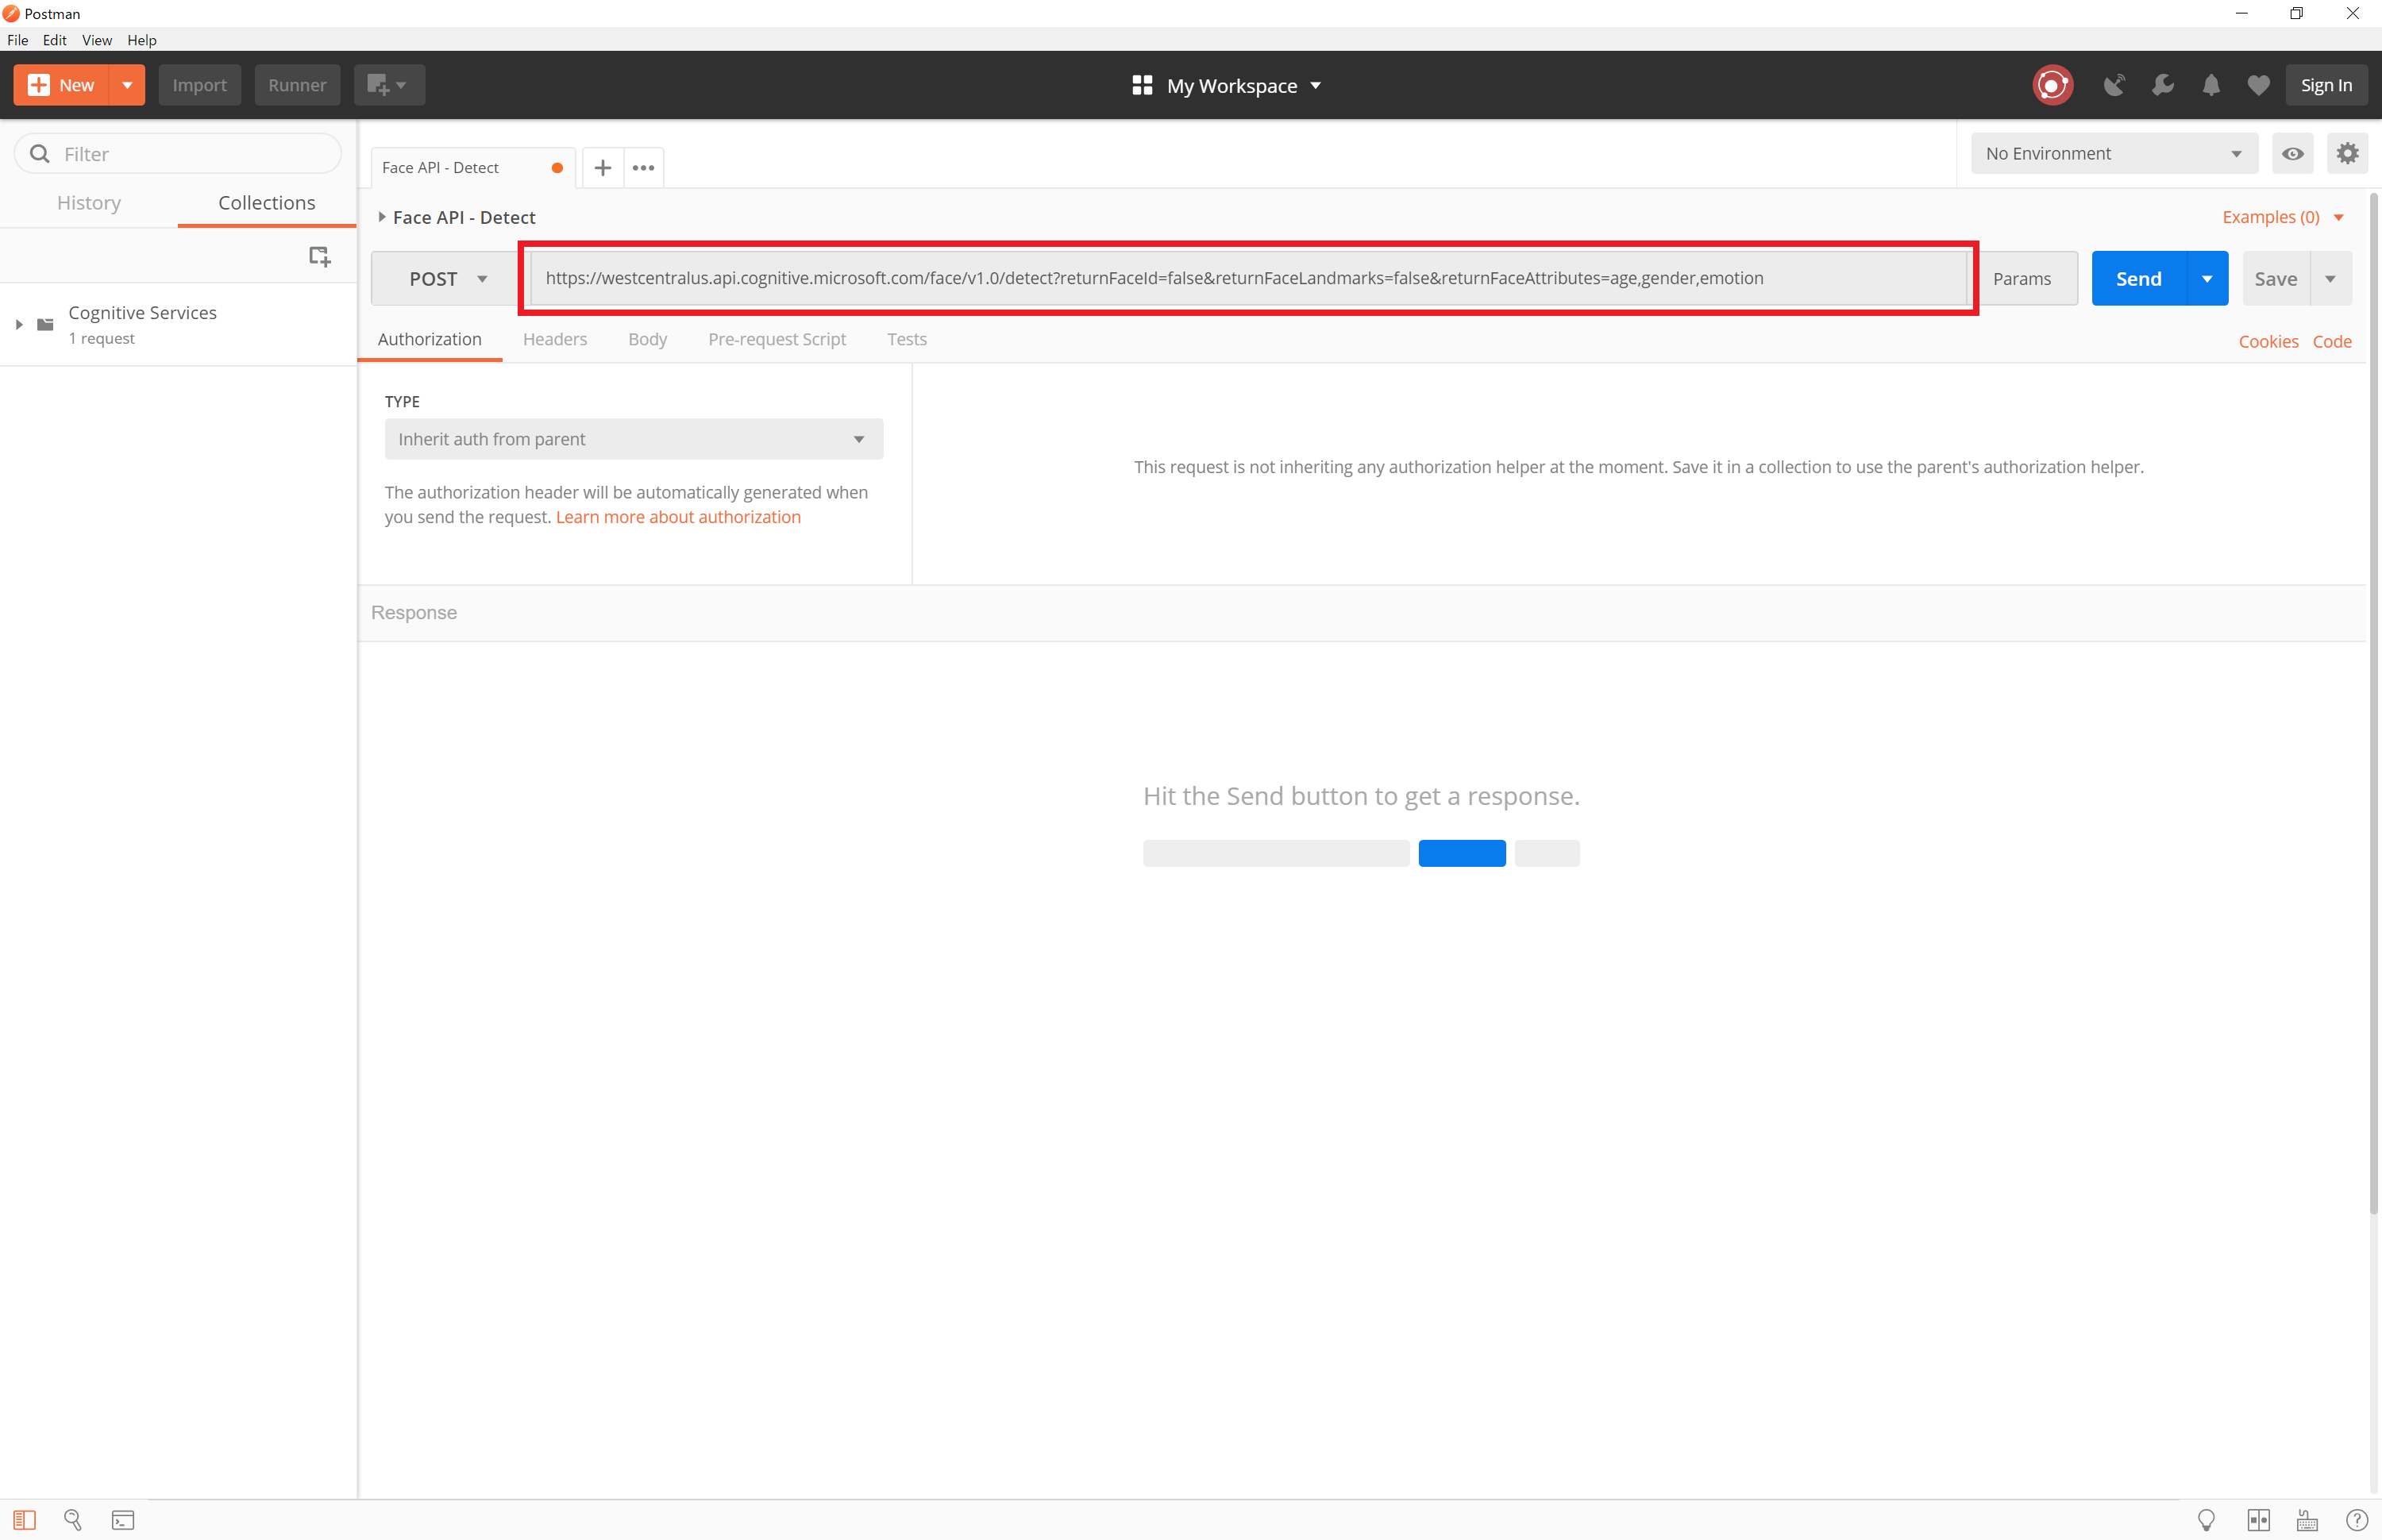 Postman
File Edit View Help
New Import Runner My Workspace Sign In
Filter
History Collections
Cognitive Services
1 request
Face API - Detect
No Environment
Face API - Detect
Examples (0)
POST https://westcentralus.api.cognitive.microsoft.com/face/v1.0/detect?returnFaceId=false&returnFaceLandmarks=false&returnFaceAttributes=age,gender,emotion Params Send Save
Authorization Headers Body Pre-request Script Tests Cookies Code
TYPE
Inherit auth from parent
The authorization header will be automatically generated when
you send the request. Learn more about authorization
This request is not inheriting any authorization helper at the moment. Save it in a collection to use the parent's authorization helper.
Response
Hit the Send button to get a response.